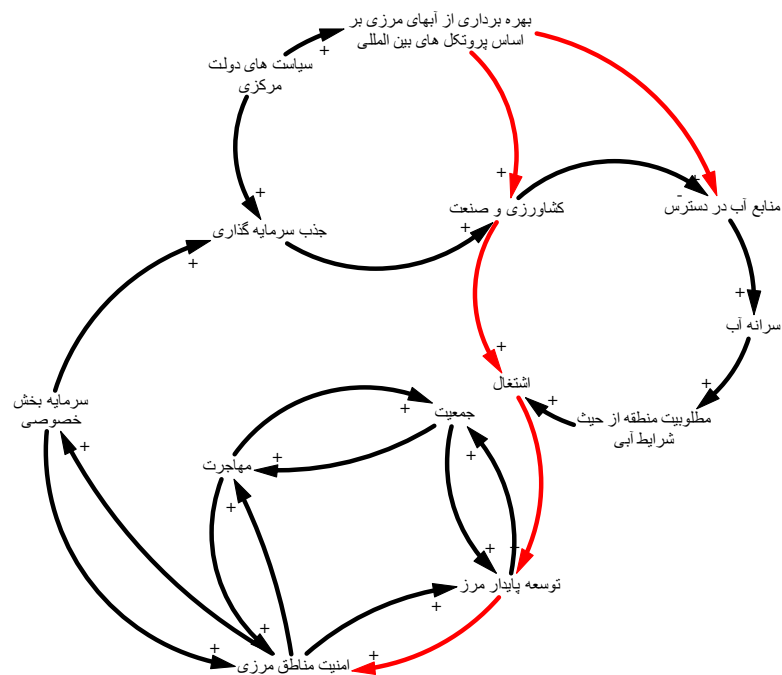 بهره برداری از آبهای مرزی بر
اساس پروتکل های بین المللی
سیاست های دولت
مرکزی
+
+
+
+
-
کشاورزی و صنعت
منابع آب در دسترس
جذب سرمایه گذاری
+
+
+
سرانه آب
+
+
اشتغال
مطلوبیت منطقه از حیث
شرایط آبی
+
سرمایه بخش
خصوصی
جمعیت
+
+
+
+
مهاجرت
+
+
+
توسعه پایدار مرز
+
+
+
+
+
امنیت مناطق مرزی